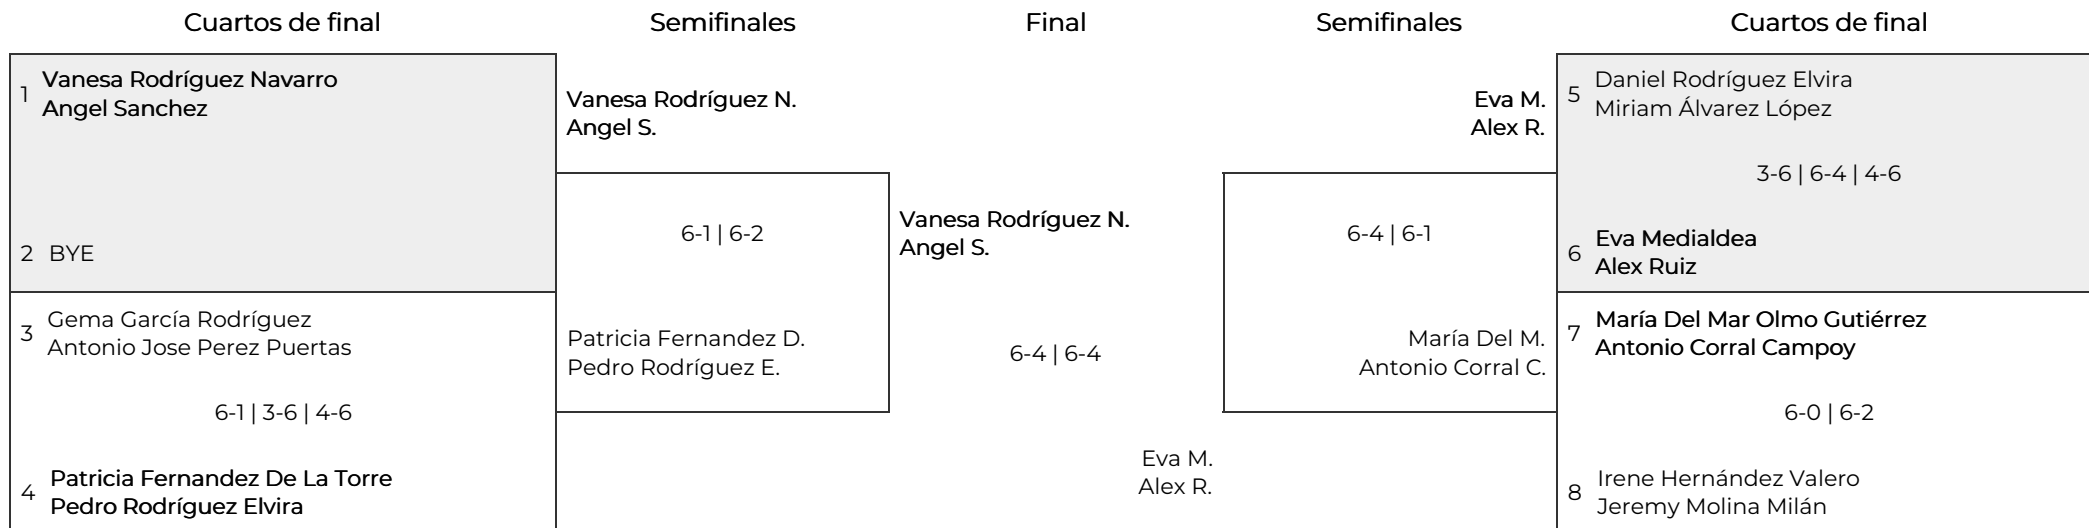 Cuartos de final
Semifinales
Final
Semifinales
Cuartos de final
1
Vanesa Rodríguez Navarro
Angel Sanchez
2 BYE
3
Gema García Rodríguez
Antonio Jose Perez Puertas
6-1 | 3-6 | 4-6
4
Patricia Fernandez De La Torre
Pedro Rodríguez Elvira
Vanesa Rodríguez N.
Angel S.
6-1 | 6-2
Patricia Fernandez D.
Pedro Rodríguez E.
Vanesa Rodríguez N.
Angel S.
6-4 | 6-4
Eva M.
Alex R.
Eva M.
Alex R.
6-4 | 6-1
María Del M.
Antonio Corral C.
5
Daniel Rodríguez Elvira
Miriam Álvarez López
3-6 | 6-4 | 4-6
6
Eva Medialdea
Alex Ruiz
7
María Del Mar Olmo Gutiérrez
Antonio Corral Campoy
6-0 | 6-2
8
Irene Hernández Valero
Jeremy Molina Milán